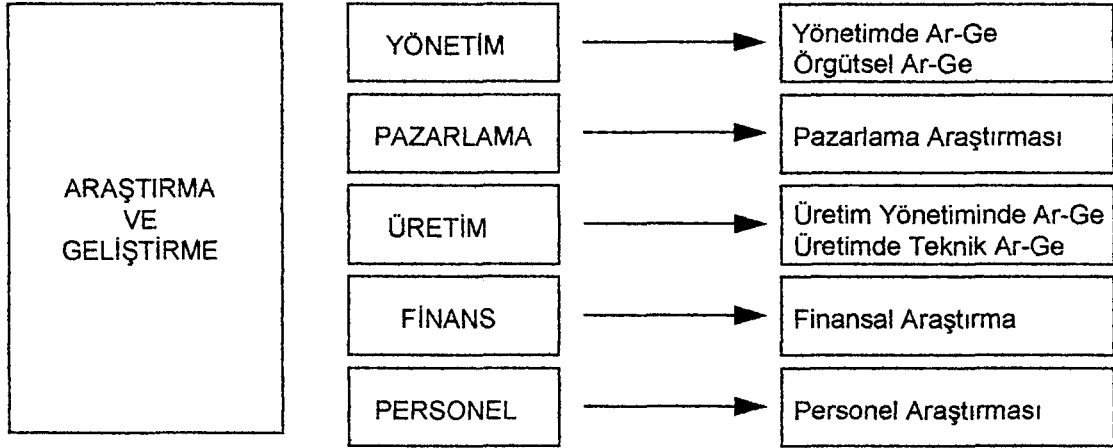 ARAŞTIRMA
VE
GELİŞTİRME
YÖNETİM
Yönetimde Ar-Ge
Örgütsel Ar-Ge
PAZARLAMA
Pazarlama Araştırması
ÜRETİM
Üretim Yönetiminde Ar-Ge
Üretimde Teknik Ar-Ge
FİNANS
Finansal Araştırma
PERSONEL
Personel Araştırması